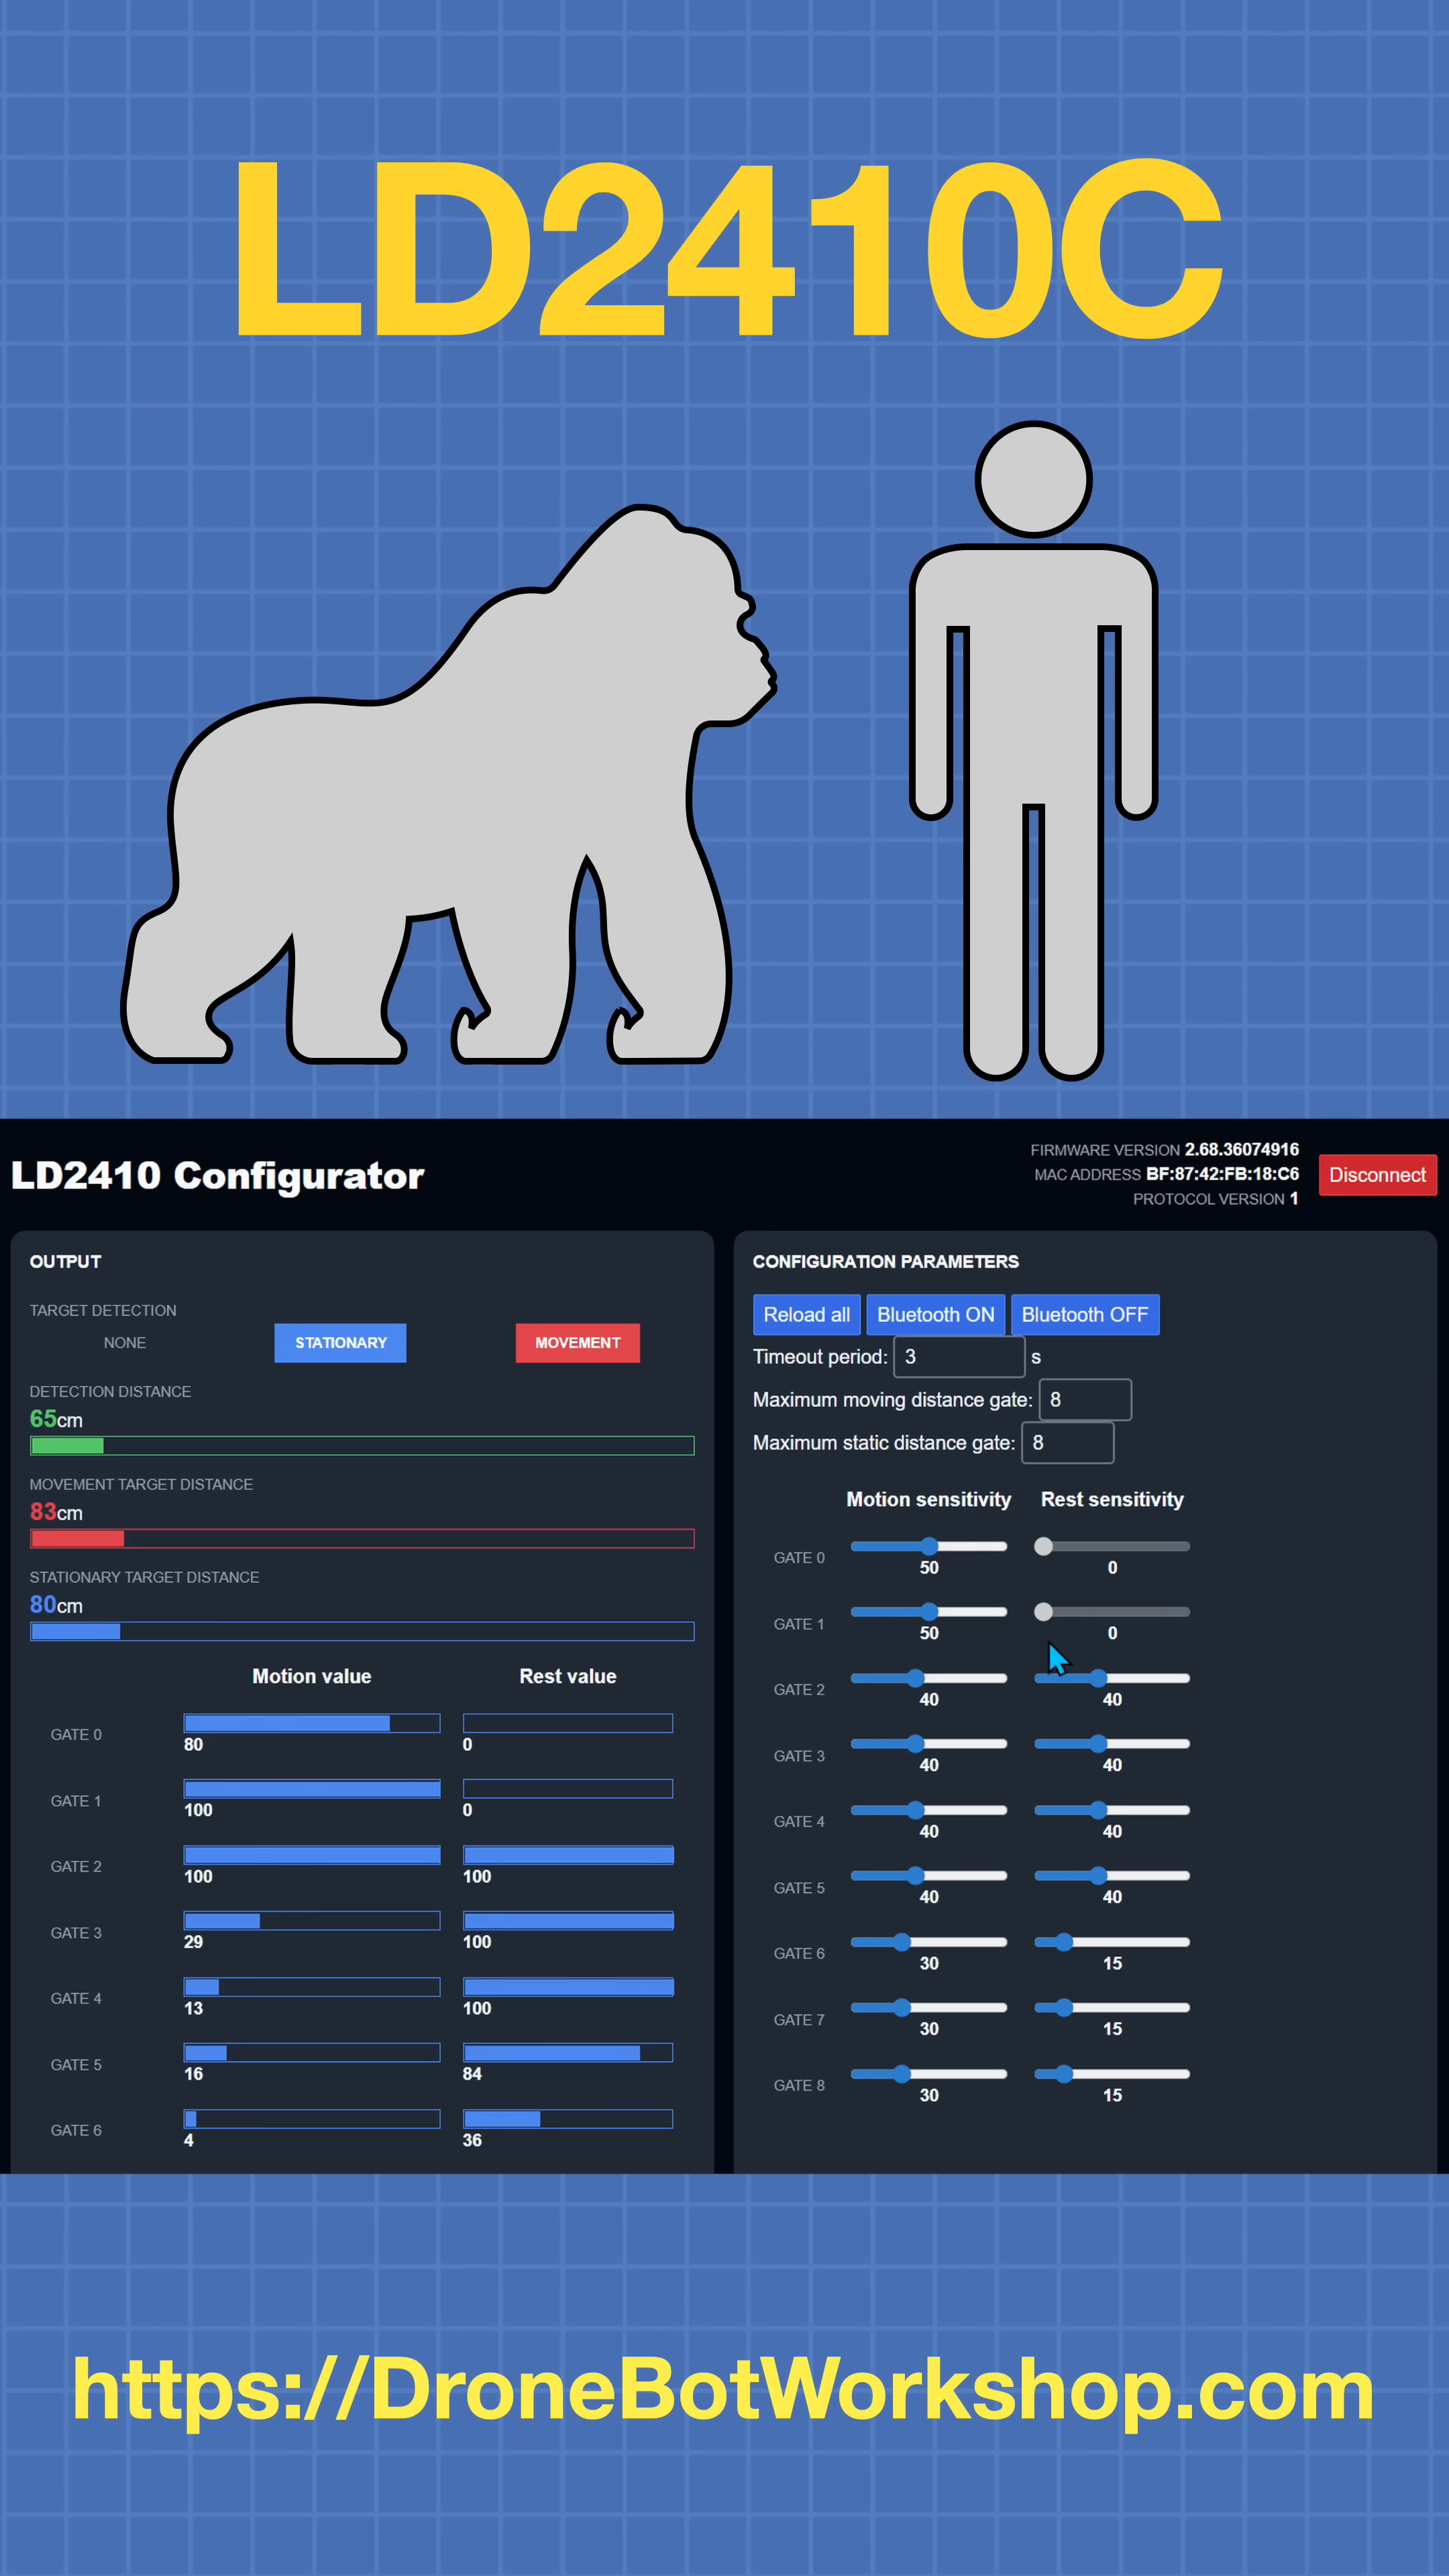 LD2410C
LD2410 Configurator
FIRMWARE VERSION 2.68.36074916
MAC ADDRESS BF:87:42:FB:18:C6
PROTOCOL VERSION 1
Disconnect
OUTPUT
TARGET DETECTION
NONE STATIONARY MOVEMENT
DETECTION DISTANCE
65cm
MOVEMENT TARGET DISTANCE
83cm
STATIONARY TARGET DISTANCE
80cm
Motion value Rest value
GATE 0 80 0
GATE 1 100 0
GATE 2 100 100
GATE 3 29 100
GATE 4 13 100
GATE 5 16 84
GATE 6 4 36
CONFIGURATION PARAMETERS
Reload all Bluetooth ON Bluetooth OFF
Timeout period: 3 s
Maximum moving distance gate: 8
Maximum static distance gate: 8
Motion sensitivity Rest sensitivity
GATE 0 50 0
GATE 1 50 0
GATE 2 40 40
GATE 3 40 40
GATE 4 40 40
GATE 5 40 40
GATE 6 30 15
GATE 7 30 15
GATE 8 30 15
https://DroneBotWorkshop.com